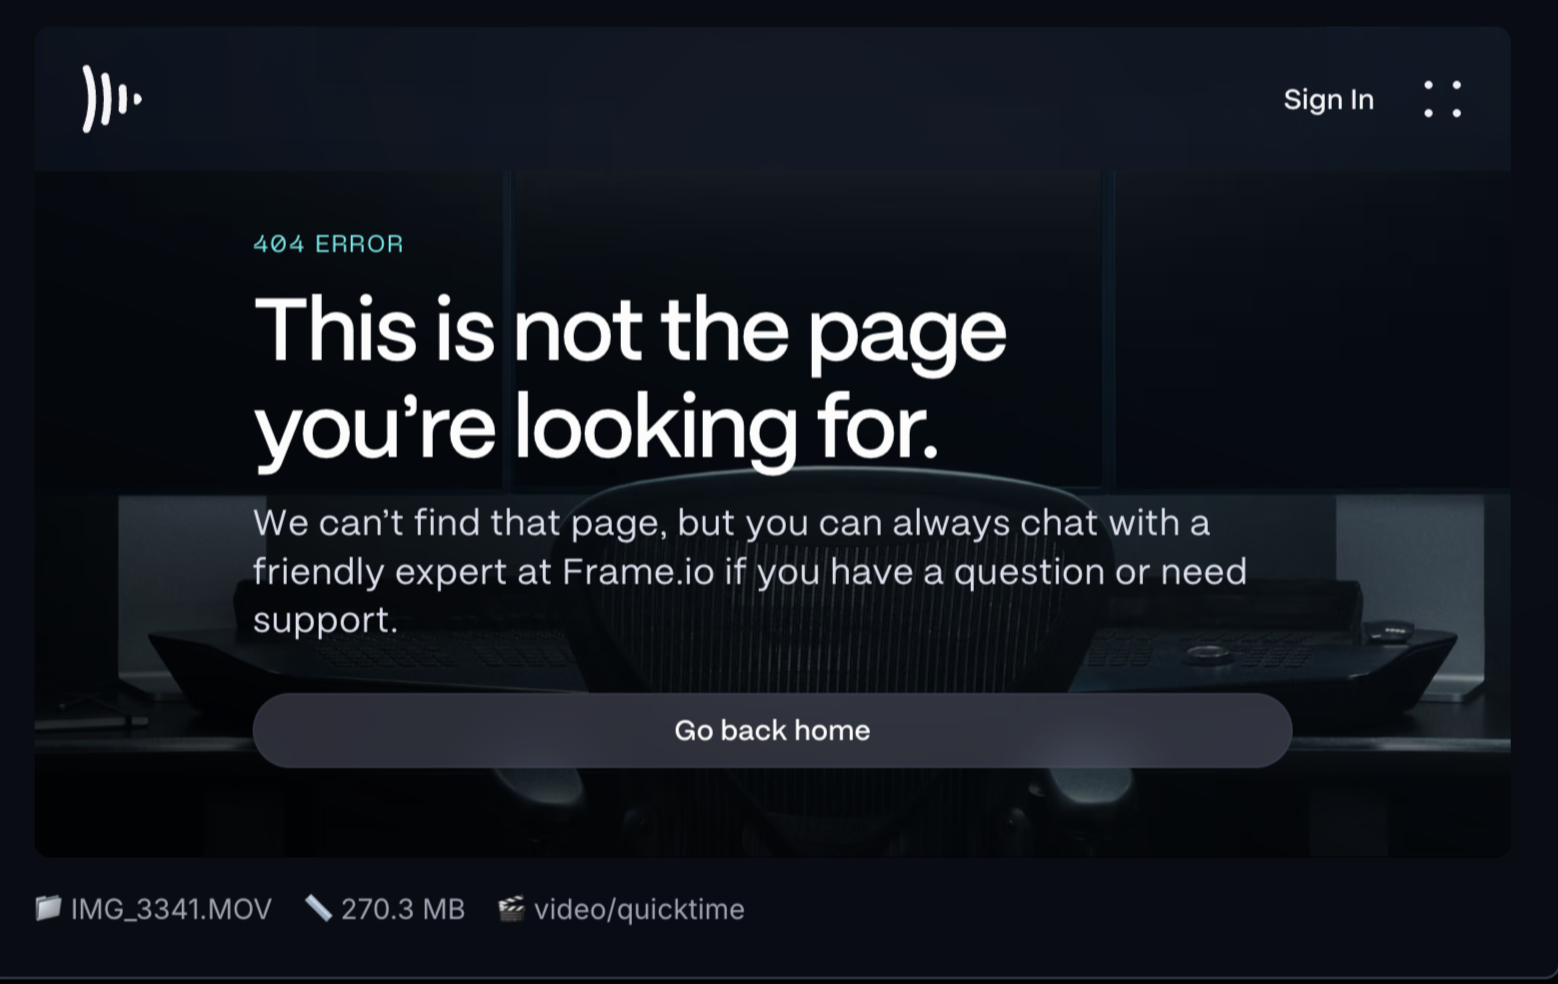 Sign In
404 ERROR
This is not the page
you’re looking for.
We can’t find that page, but you can always chat with a
friendly expert at Frame.io if you have a question or need
support.
Go back home
IMG_3341.MOV 270.3 MB video/quicktime